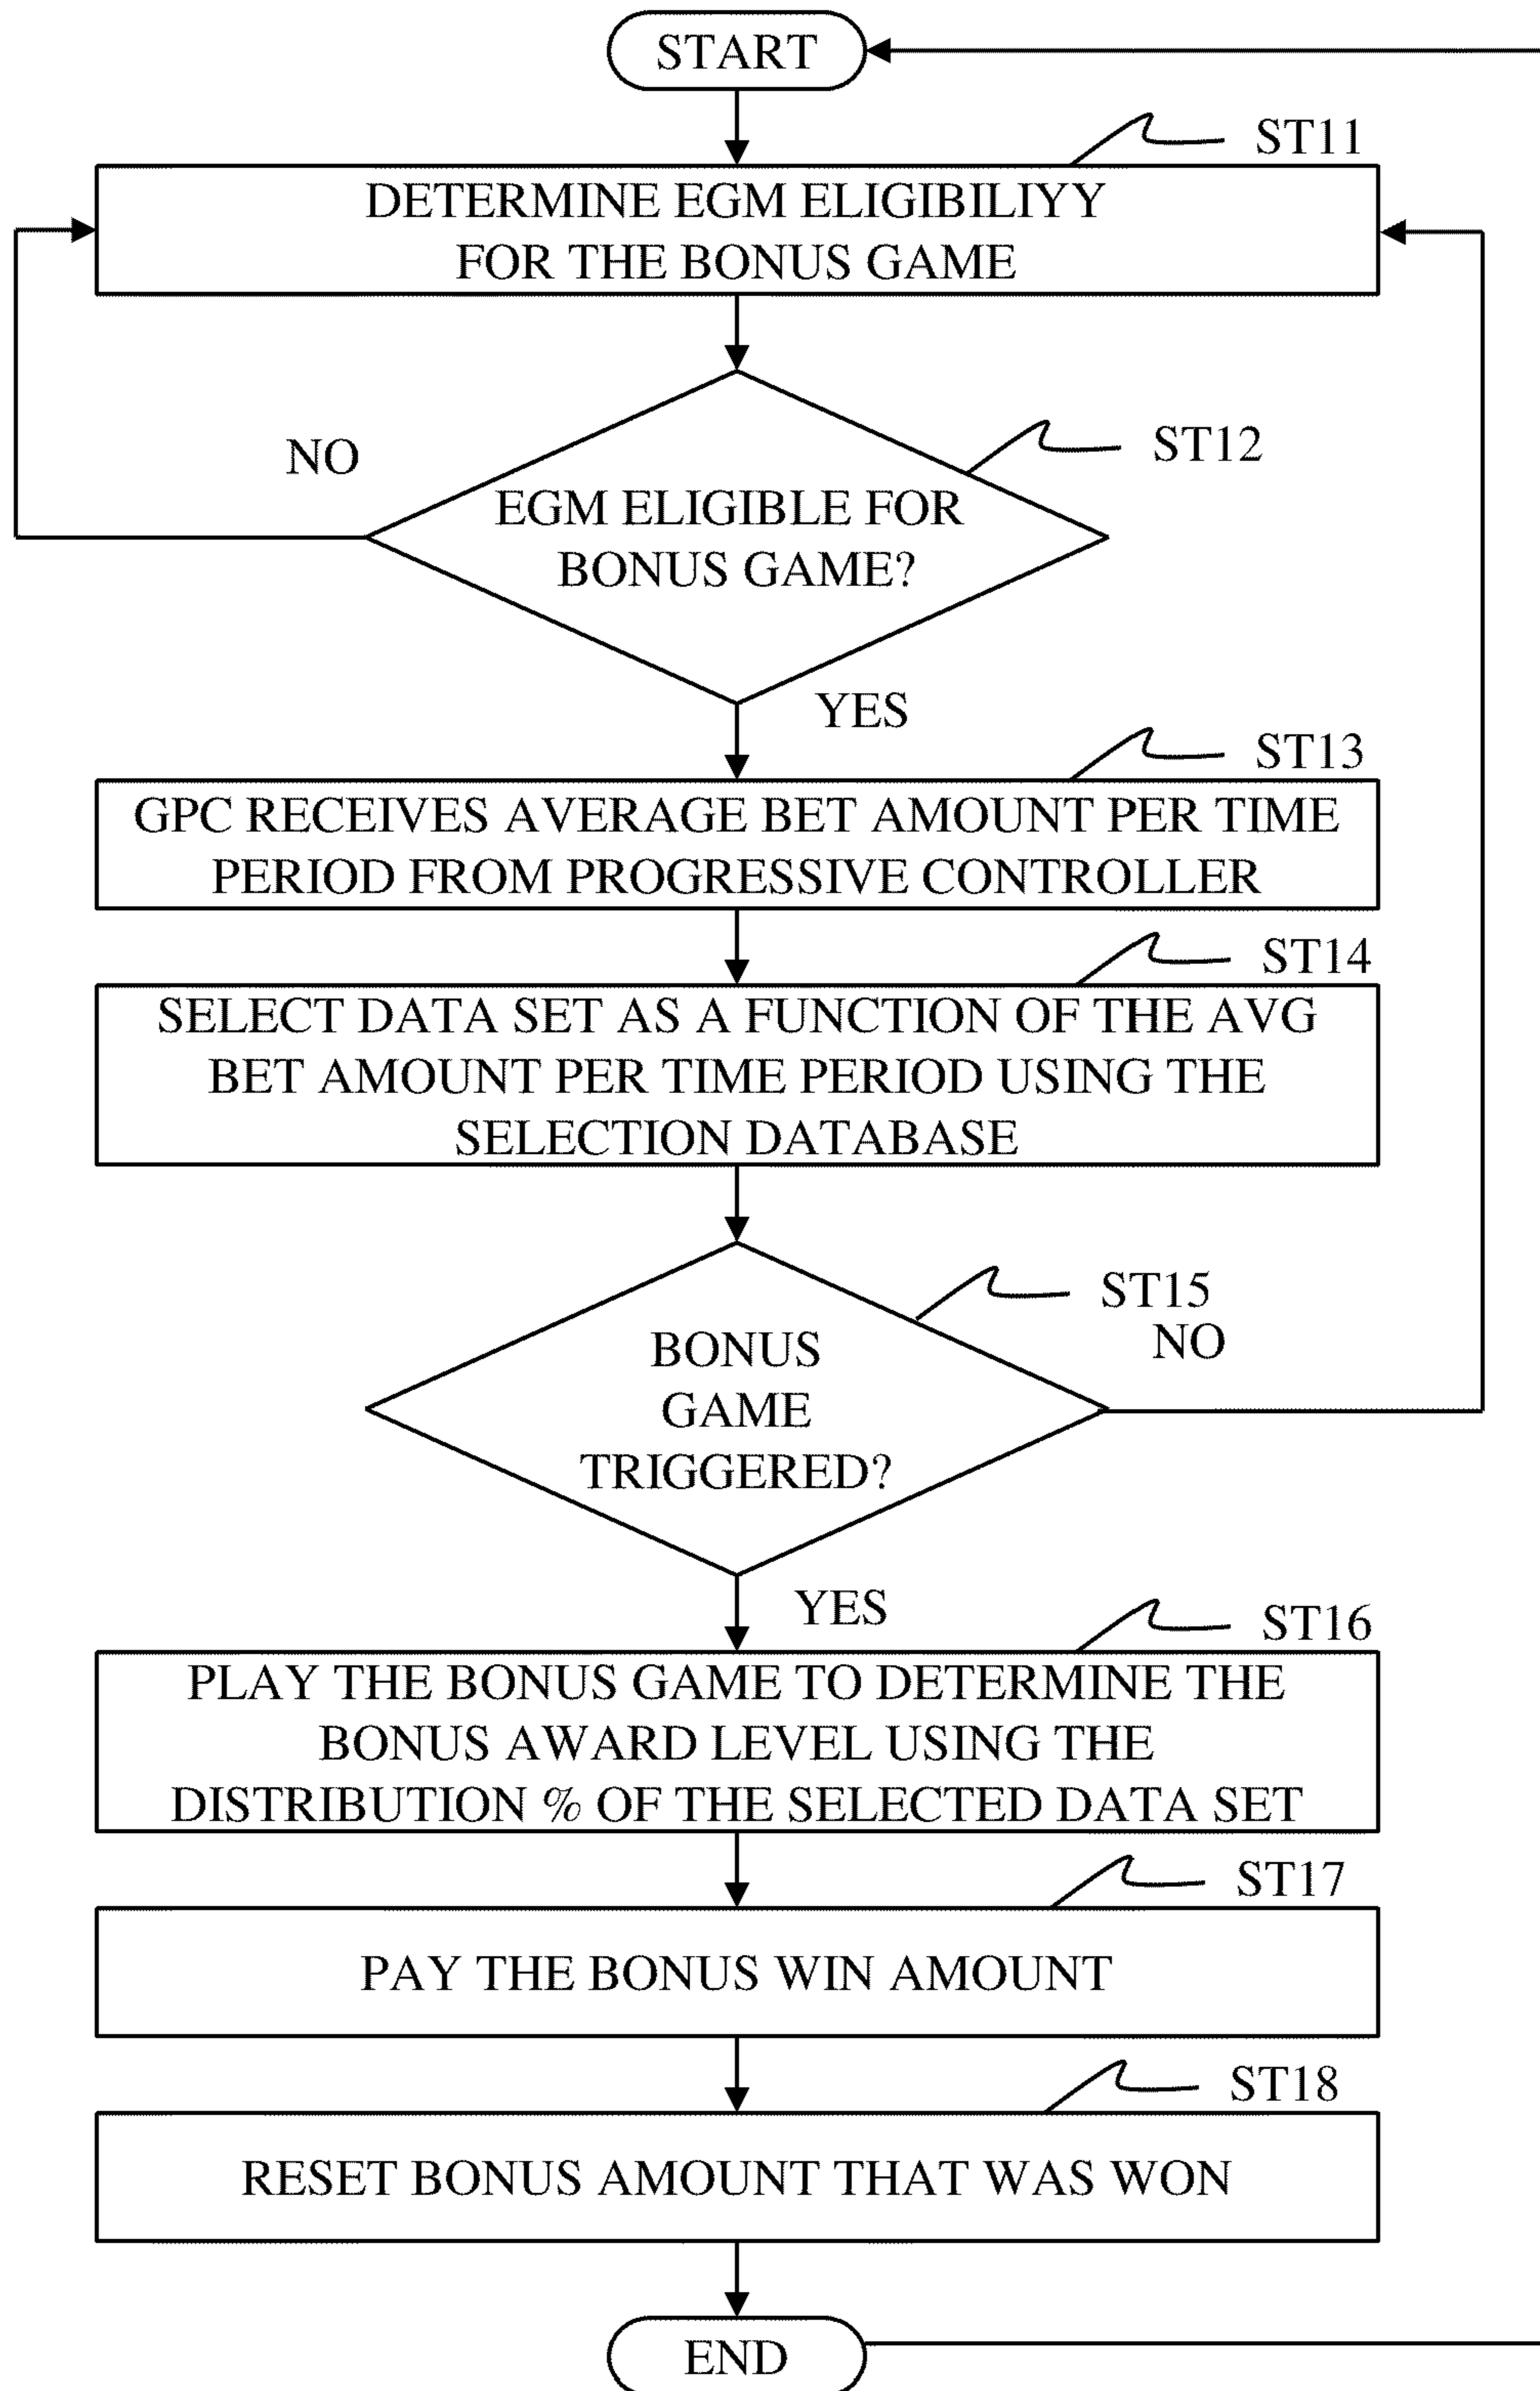 START
ST11
DETERMINE EGM ELIGIBILIYY
FOR THE BONUS GAME
NO
ST12
EGM ELIGIBLE FOR
BONUS GAME?
YES
ST13
GPC RECEIVES AVERAGE BET AMOUNT PER TIME
PERIOD FROM PROGRESSIVE CONTROLLER
ST14
SELECT DATA SET AS A FUNCTION OF THE AVG
BET AMOUNT PER TIME PERIOD USING THE
SELECTION DATABASE
ST15
NO
BONUS
GAME
TRIGGERED?
YES
ST16
PLAY THE BONUS GAME TO DETERMINE THE
BONUS AWARD LEVEL USING THE
DISTRIBUTION % OF THE SELECTED DATA SET
ST17
PAY THE BONUS WIN AMOUNT
ST18
RESET BONUS AMOUNT THAT WAS WON
END